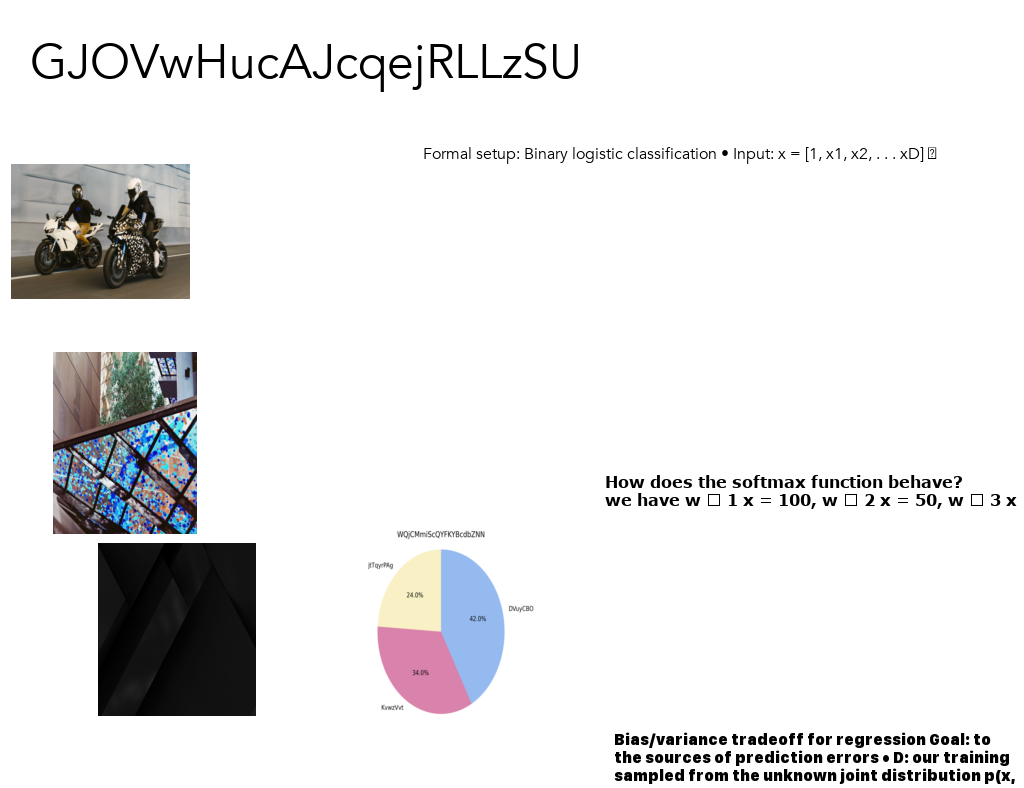 GJOVwHucAJcqejRLLzSU
Formal setup: Binary logistic classification • Input: x = [1, x1, x2, . . . xD]
How does the softmax function behave?
we have w □ 1 x = 100, w □ 2 x = 50, w □ 3 x
WQjCMmiScQYFKYBcdbZNN
jtTqyrPAg
24.0%
DVuyCBO
42.0%
34.0%
KvwzVvt
Bias/variance tradeoff for regression Goal: to
the sources of prediction errors • D: our training
sampled from the unknown joint distribution p(x,